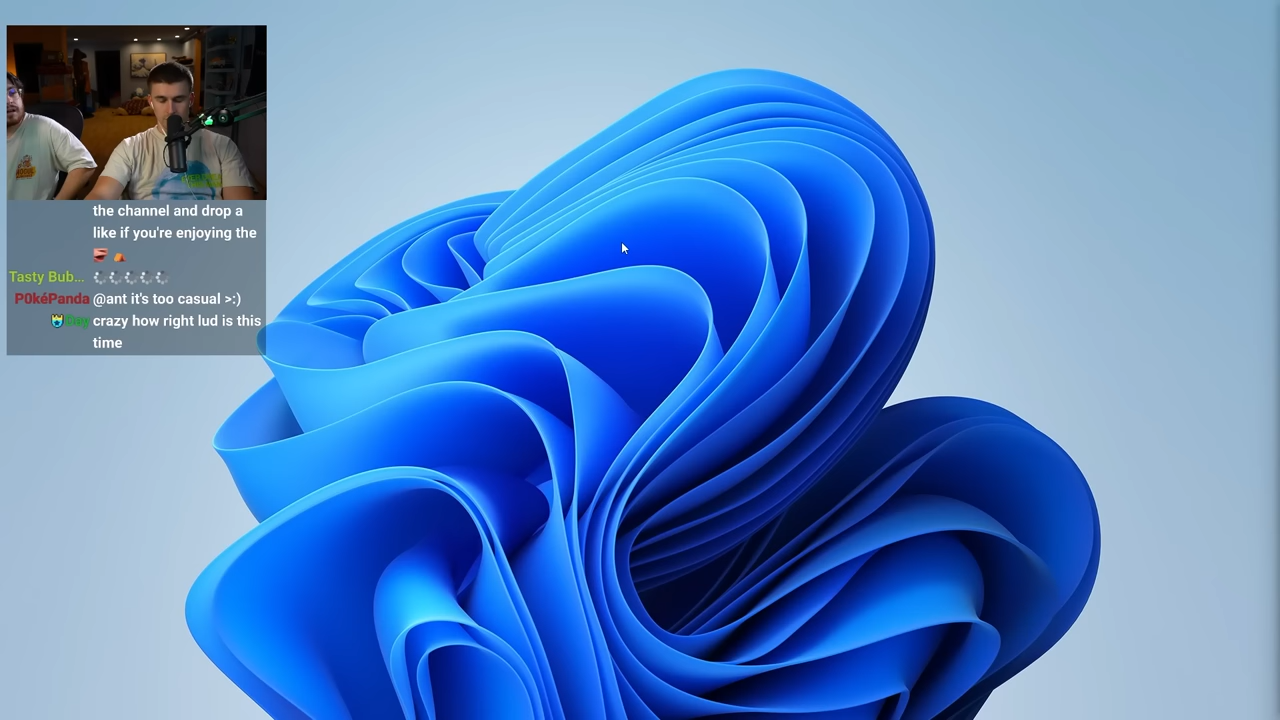 the channel and drop a
like if you're enjoying the
Tasty Bub...
P0kéPanda @ant it's too casual >:)
crazy how right lud is this
time